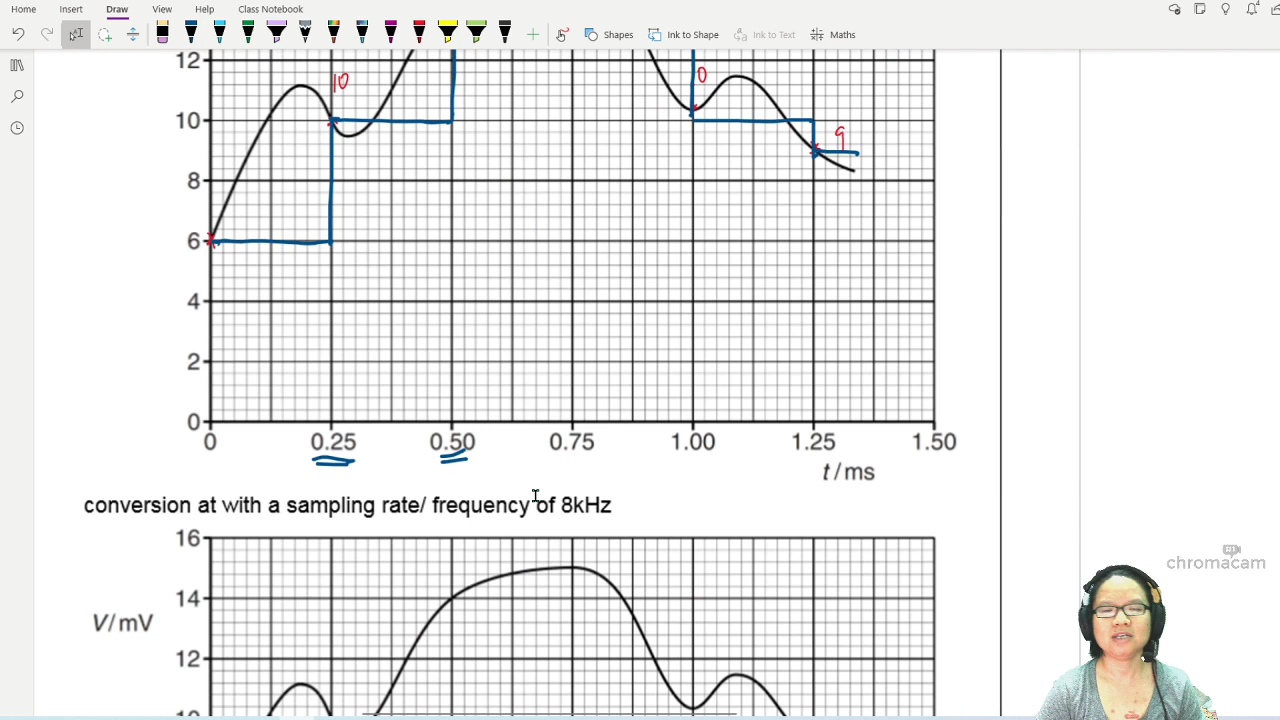 Home Insert Draw View Help Class Notebook
Shapes Ink to Shape Ink to Text Maths
12
10 0
10
9
8
6
4
2
0
0 0.25 0.50 0.75 1.00 1.25 1.50
t/ms
conversion at with a sampling rate/ frequency of 8kHz
16
chromacam
14
V/mV
12